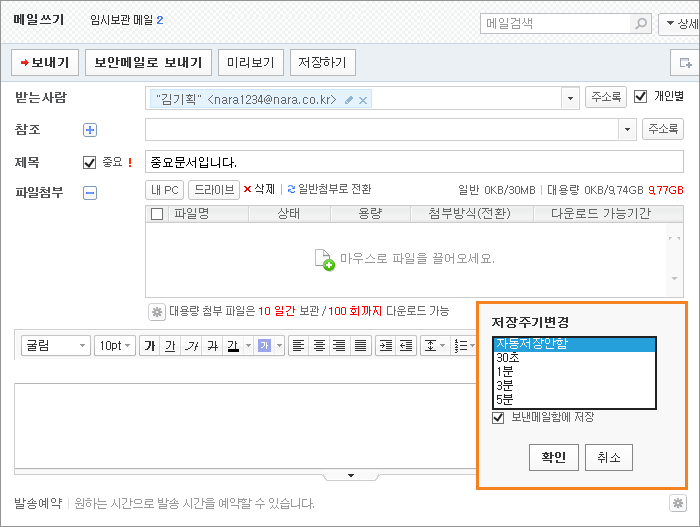 메일쓰기 임시보관 메일 2 메일검색 상세
보내기 보안메일로 보내기 미리보기 저장하기
받는사람 "김기획" <nara1234@nara.co.kr> 주소록 개인별
참조 주소록
제목 중요 ! 중요문서입니다.
파일첨부 내 PC 드라이브 삭제 | 일반첨부로 전환 일반 0KB/30MB | 대용량 0KB/9,74GB 9,77GB
파일명 상태 용량 첨부방식(전환) 다운로드 가능기간
마우스로 파일을 끌어오세요.
대용량 첨부 파일은 10 일간 보관 / 100 회까지 다운로드 가능
굴림 10pt 가 가 가 가 가 가
저장주기변경
자동저장안함
30초
1분
3분
5분
보낸메일함에 저장
확인 취소
발송예약 | 원하는 시간으로 발송 시간을 예약할 수 있습니다.